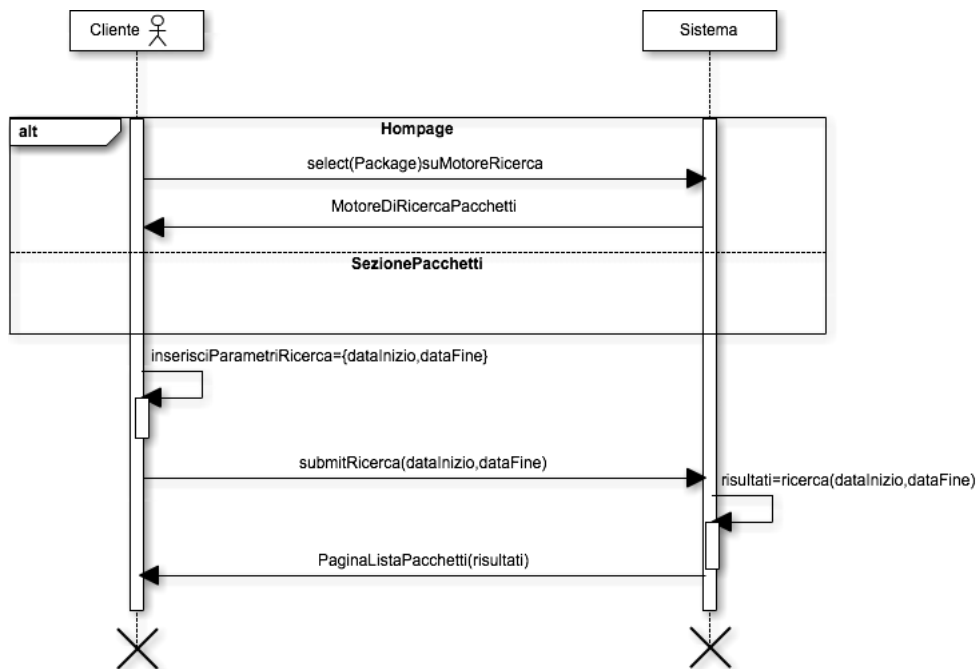 Cliente
Sistema
alt
Hompage
select(Package)suMotoreRicerca
MotoreDiRicercaPacchetti
SezionePacchetti
inserisciParametriRicerca={dataInizio,dataFine}
submitRicerca(dataInizio,dataFine)
risultati=ricerca(dataInizio,dataFine)
PaginaListaPacchetti(risultati)